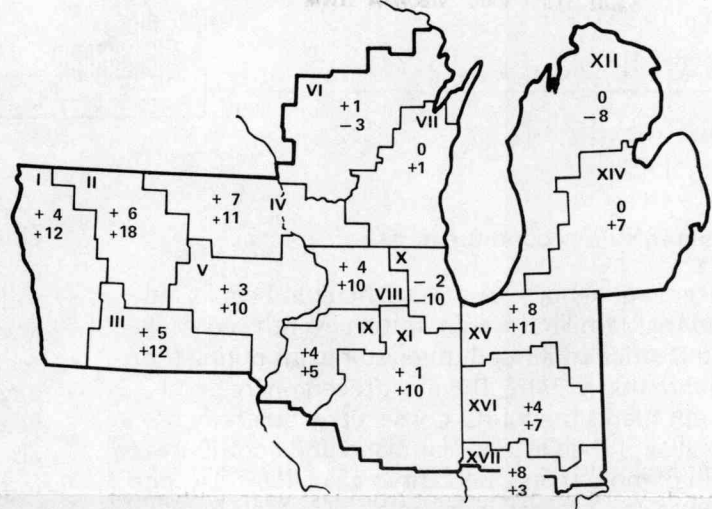 XII
0
– 8
VI
+ 1
– 3
VII
0
+1
XIV
0
+7
I
+ 4
+12
II
+ 6
+18
+ 7
+11
IV
V
+ 3
+10
III
+ 5
+12
+ 4
+10
VIII
X
2
–10
IX
+4
+5
XI
+ 1
+10
XV
+11
XV
+4
+7
XVII
+8
+3